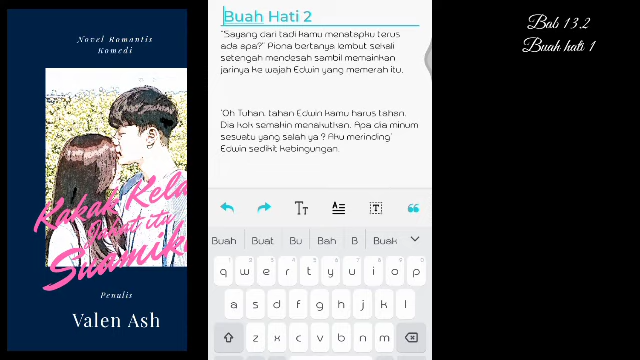 Novel Romantis
Komedi
Kakak Kelas
Jahat itu
Suamiku
Penulis
Valen Ash
Buah Hati 2
"Sayang dari tadi kamu menatapku terus
ada apa?" Piona bertanya lembut sekali
setengah mendesah sambil memainkan
jarinya ke wajah Edwin yang memerah itu.
'Oh Tuhan, tahan Edwin kamu harus tahan.
Dia kok semakin menakutkan. Apa dia minum
sesuatu yang salah ya ? Aku merinding'
Edwin sedikit kebingungan.
Buah Buat Bu Bah B Buak
q w e r t y u i o p
a s d f g h j k l
z x c v b n m
Bab 13.2
Buah hati 1